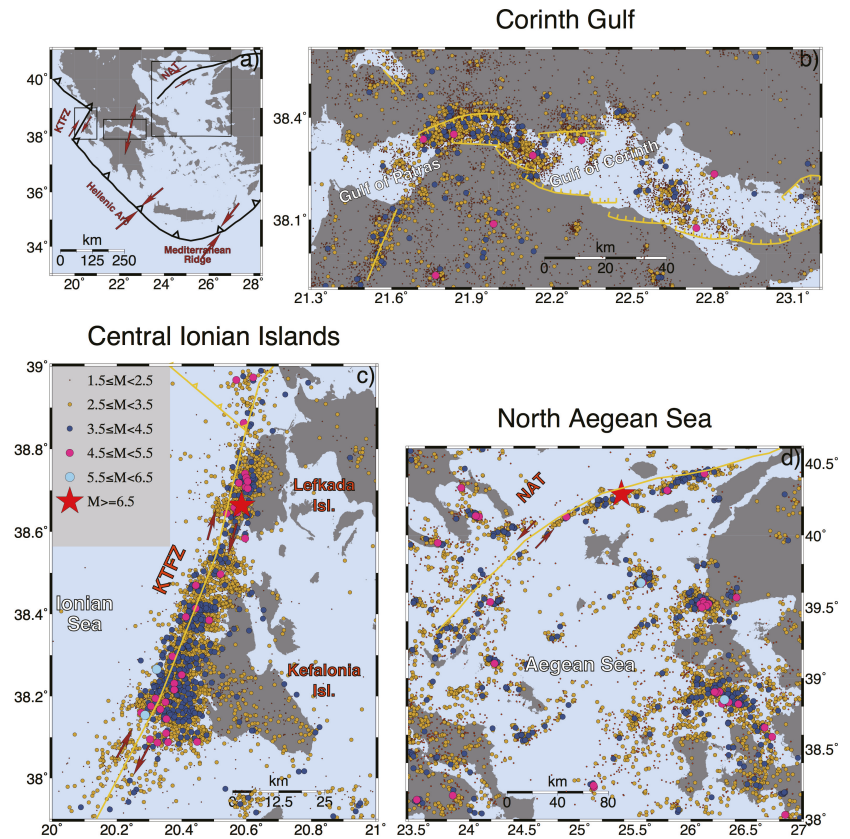 Corinth Gulf
a)
40˚
38˚
36˚
34˚
20˚ 22˚ 24˚ 26˚ 28˚
NAT
KTFZ
Hellenic Arc
Mediterranean
Ridge
km
0 125 250
b)
38.4˚
38.1˚
Gulf of Patras
Gulf of Corinth
km
0 20 40
21.3˚ 21.6˚ 21.9˚ 22.2˚ 22.5˚ 22.8˚ 23.1˚
Central Ionian Islands
c)
39˚
38.8˚
38.6˚
38.4˚
38.2˚
38˚
1.5≤M<2.5
2.5≤M<3.5
3.5≤M<4.5
4.5≤M<5.5
5.5≤M<6.5
M>=6.5
Lefkada
Isl.
KTFZ
Ionian
Sea
Kefalonia
Isl.
km
0 12.5 25
20˚ 20.2˚ 20.4˚ 20.6˚ 20.8˚ 21˚
North Aegean Sea
d)
40.5˚
40˚
39.5˚
39˚
38.5˚
38˚
NAT
Aegean Sea
km
0 40 80
23.5˚ 24˚ 24.5˚ 25˚ 25.5˚ 26˚ 26.5˚ 27˚